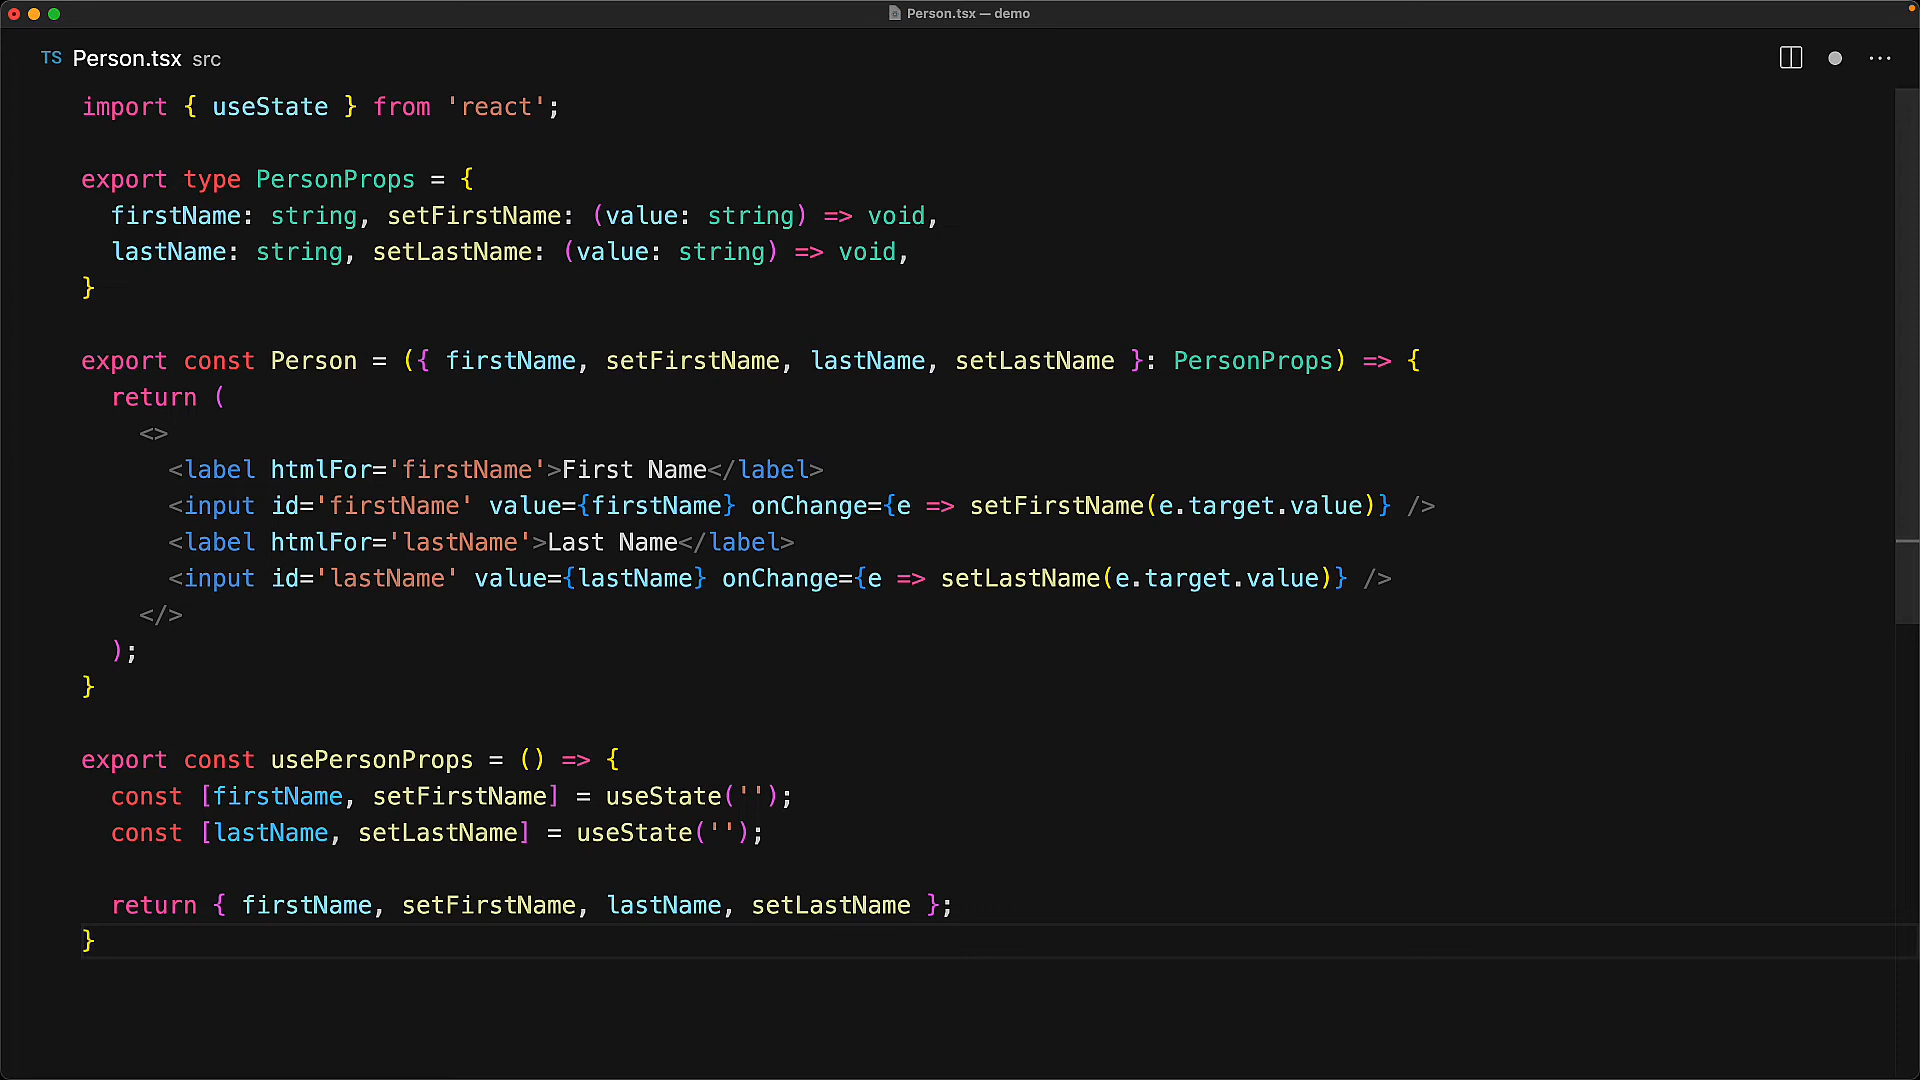 Person.tsx — demo
TS Person.tsx src
import { useState } from 'react';
export type PersonProps = {
  firstName: string, setFirstName: (value: string) => void,
  lastName: string, setLastName: (value: string) => void,
}
export const Person = ({ firstName, setFirstName, lastName, setLastName }: PersonProps) => {
  return (
    <>
      <label htmlFor='firstName'>First Name</label>
      <input id='firstName' value={firstName} onChange={e => setFirstName(e.target.value)} />
      <label htmlFor='lastName'>Last Name</label>
      <input id='lastName' value={lastName} onChange={e => setLastName(e.target.value)} />
    </>
  );
}
export const usePersonProps = () => {
  const [firstName, setFirstName] = useState('');
  const [lastName, setLastName] = useState('');
  return { firstName, setFirstName, lastName, setLastName };
}